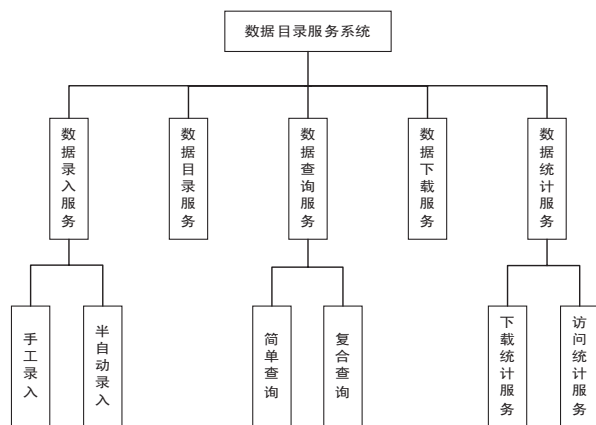 数据目录服务系统
数据录入服务
数据目录服务
数据查询服务
数据下载服务
数据统计服务
手工录入
半自动录入
简单查询
复合查询
下载统计服务
访问统计服务